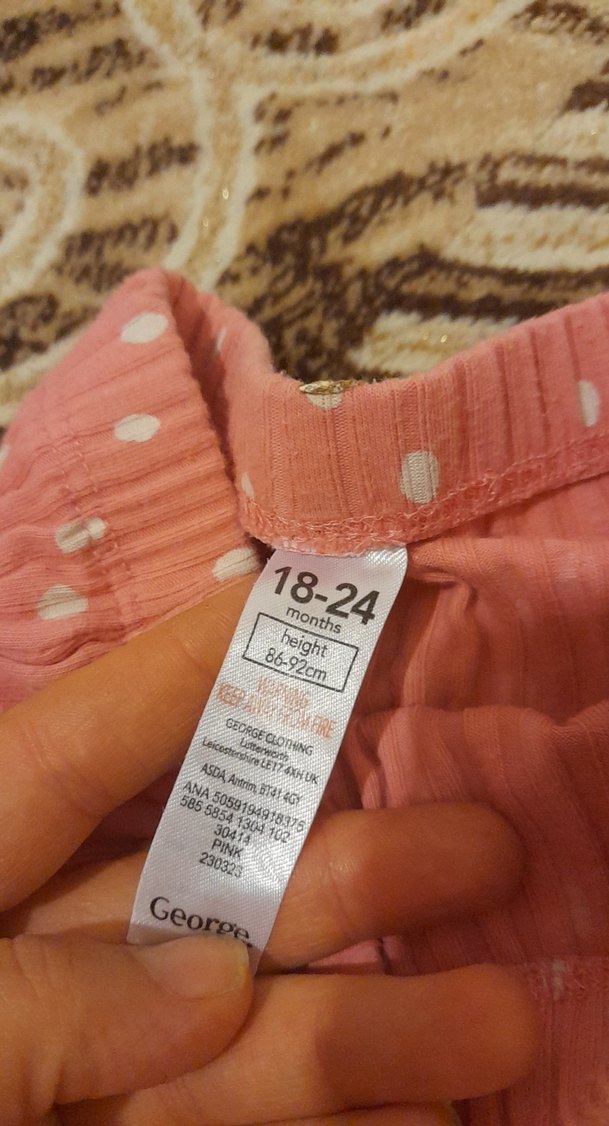 18-24
months
height
86-92cm
WARNING
KEEP AWAY FROM FIRE
GEORGE CLOTHING
Lutterworth
Leicestershire LE17 4XH UK
ASDA, Antrim, BT41 4GY
ANA 5059194918375
585 5854 1304 102
30414
PINK
230323
George.